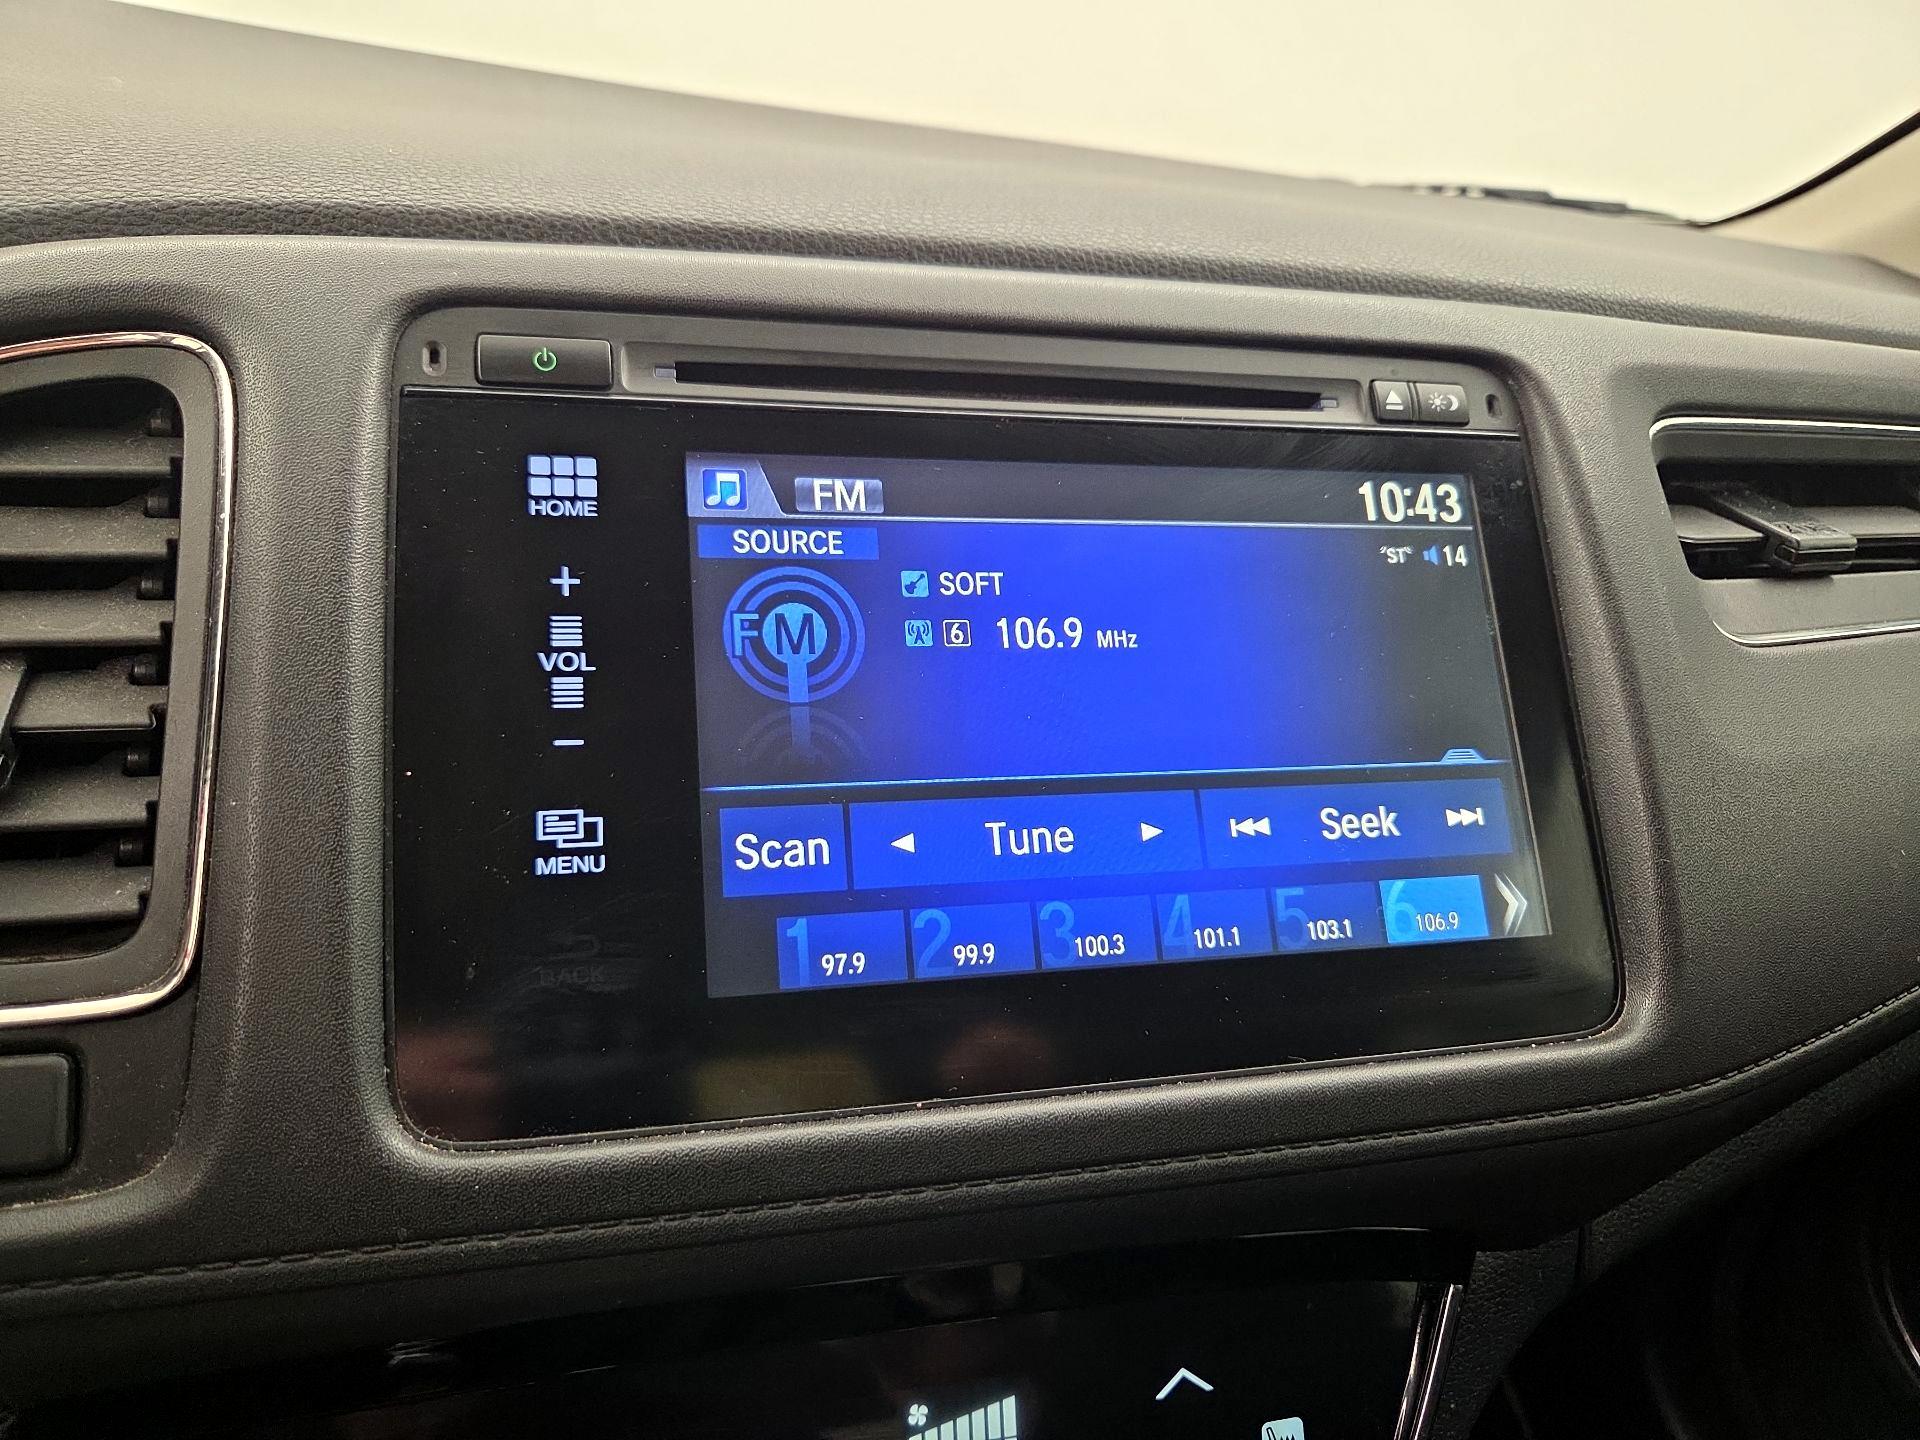 HOME
+
VOL
−
MENU
BACK
FM 10:43
SOURCE
"ST" 14
FM
SOFT
6 106.9 MHz
Scan Tune Seek
1 97.9 2 99.9 3 100.3 4 101.1 5 103.1 6 106.9